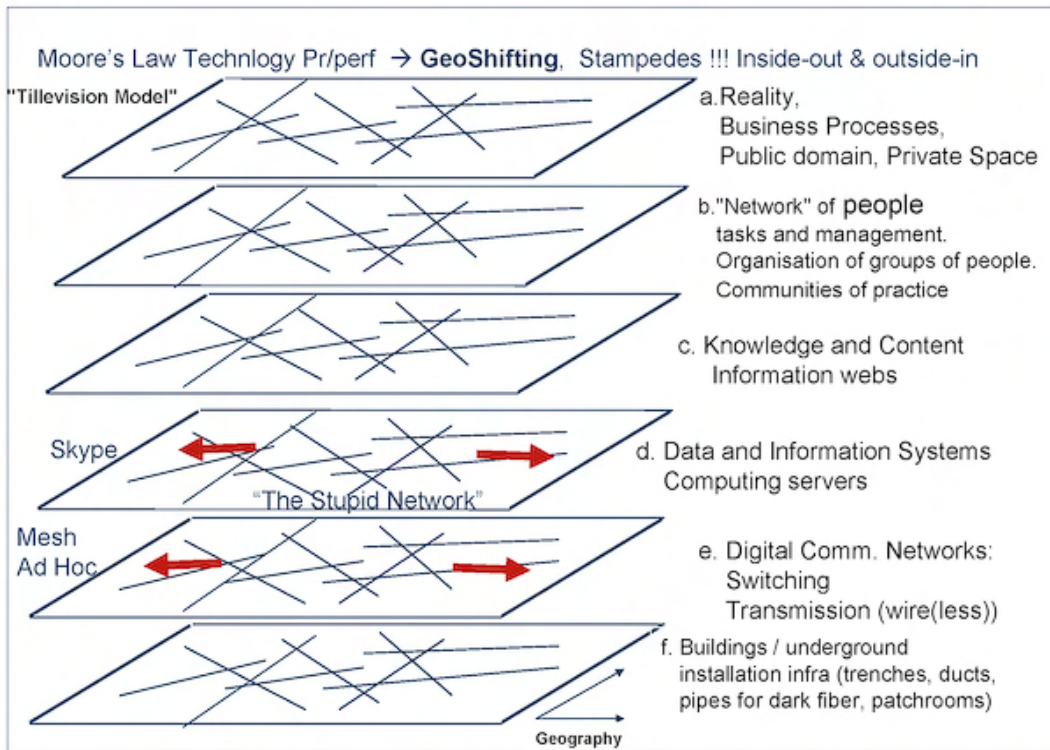 Moore's Law Technlogy Pr/perf → GeoShifting, Stampedes !!! Inside-out & outside-in
"Tillevision Model"
a.Reality,
Business Processes,
Public domain, Private Space
b."Network" of people
tasks and management.
Organisation of groups of people.
Communities of practice
c. Knowledge and Content
Information webs
Skype
d. Data and Information Systems
Computing servers
"The Stupid Network"
Mesh
Ad Hoc
e. Digital Comm. Networks:
Switching
Transmission (wire(less))
f. Buildings / underground
installation infra (trenches, ducts,
pipes for dark fiber, patchrooms)
Geography